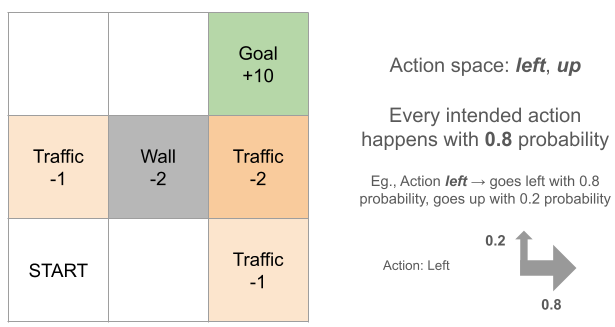 Goal
+10
Traffic
-1
Wall
-2
Traffic
-2
START
Traffic
-1
Action space: left, up
Every intended action
happens with 0.8 probability
Eg., Action left → goes left with 0.8
probability, goes up with 0.2 probability
0.2
Action: Left
0.8